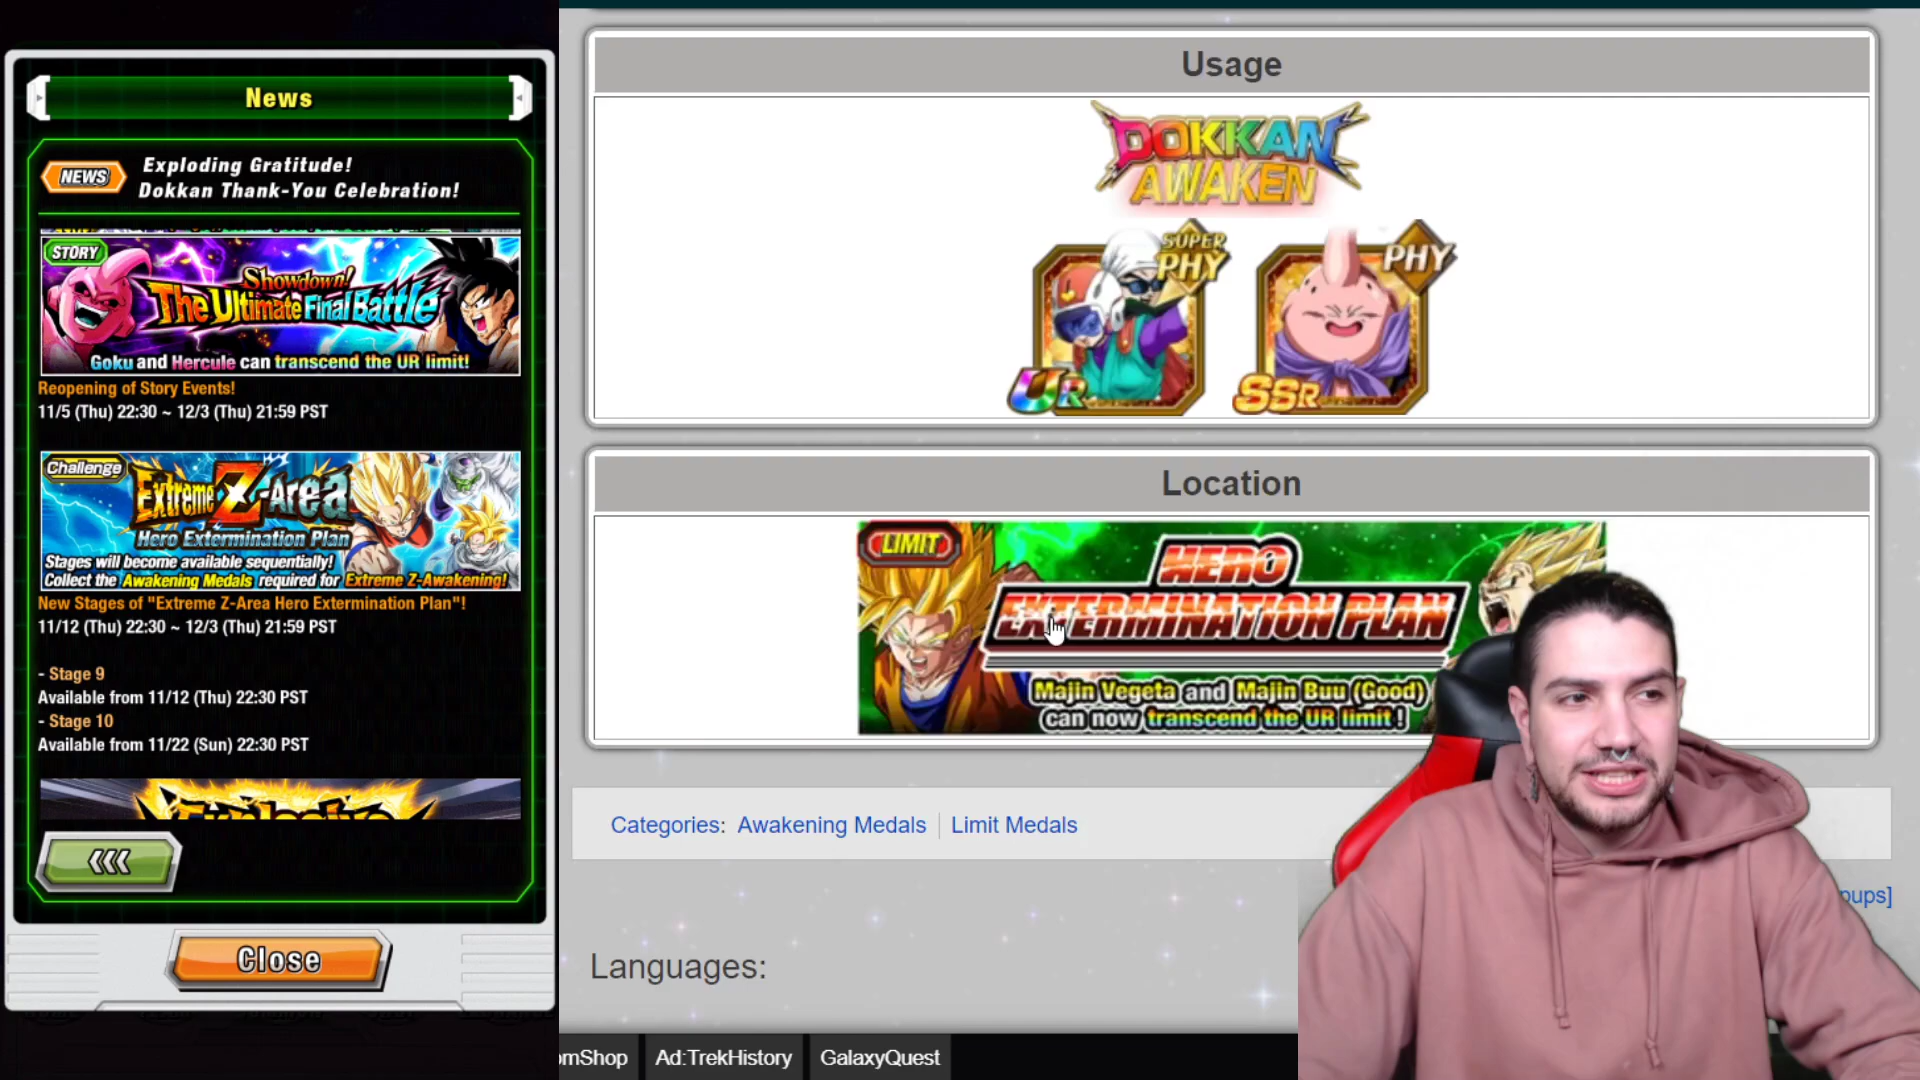 News
NEWS
Exploding Gratitude!
Dokkan Thank-You Celebration!
STORY
Showdown!
The Ultimate Final Battle
Goku and Hercule can transcend the UR limit!
Reopening of Story Events!
11/5 (Thu) 22:30 ~ 12/3 (Thu) 21:59 PST
Challenge
Extreme Z-Area
Hero Extermination Plan
Stages will become available sequentially!
Collect the Awakening Medals required for Extreme Z-Awakening!
New Stages of "Extreme Z-Area Hero Extermination Plan"!
11/12 (Thu) 22:30 ~ 12/3 (Thu) 21:59 PST
- Stage 9
Available from 11/12 (Thu) 22:30 PST
- Stage 10
Available from 11/22 (Sun) 22:30 PST
Close
Usage
DOKKAN
AWAKEN
SUPER
PHY
UR
PHY
SSR
Location
LIMIT
HERO
EXTERMINATION PLAN
Majin Vegeta and Majin Buu (Good)
can now transcend the UR limit!
Categories: Awakening Medals | Limit Medals
Languages:
Ad:TrekHistory
GalaxyQuest